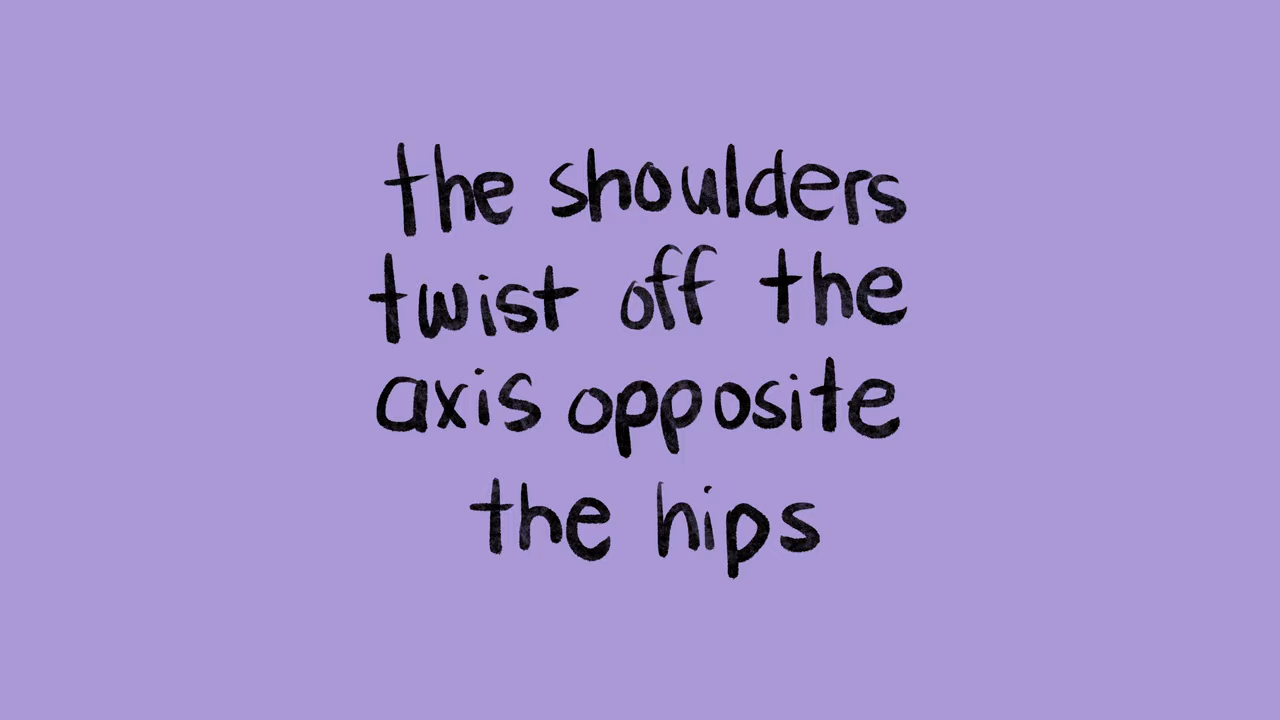 the shoulders
twist off the
axis opposite
the hips